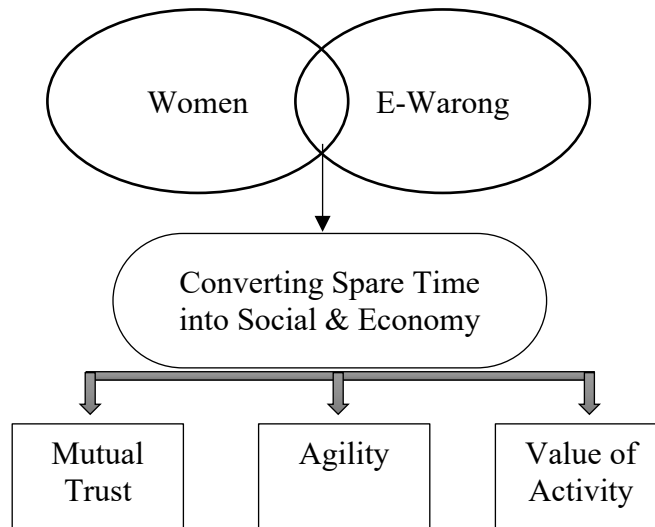 Women
E-Warong
Converting Spare Time
into Social & Economy
Mutual
Trust
Agility
Value of
Activity